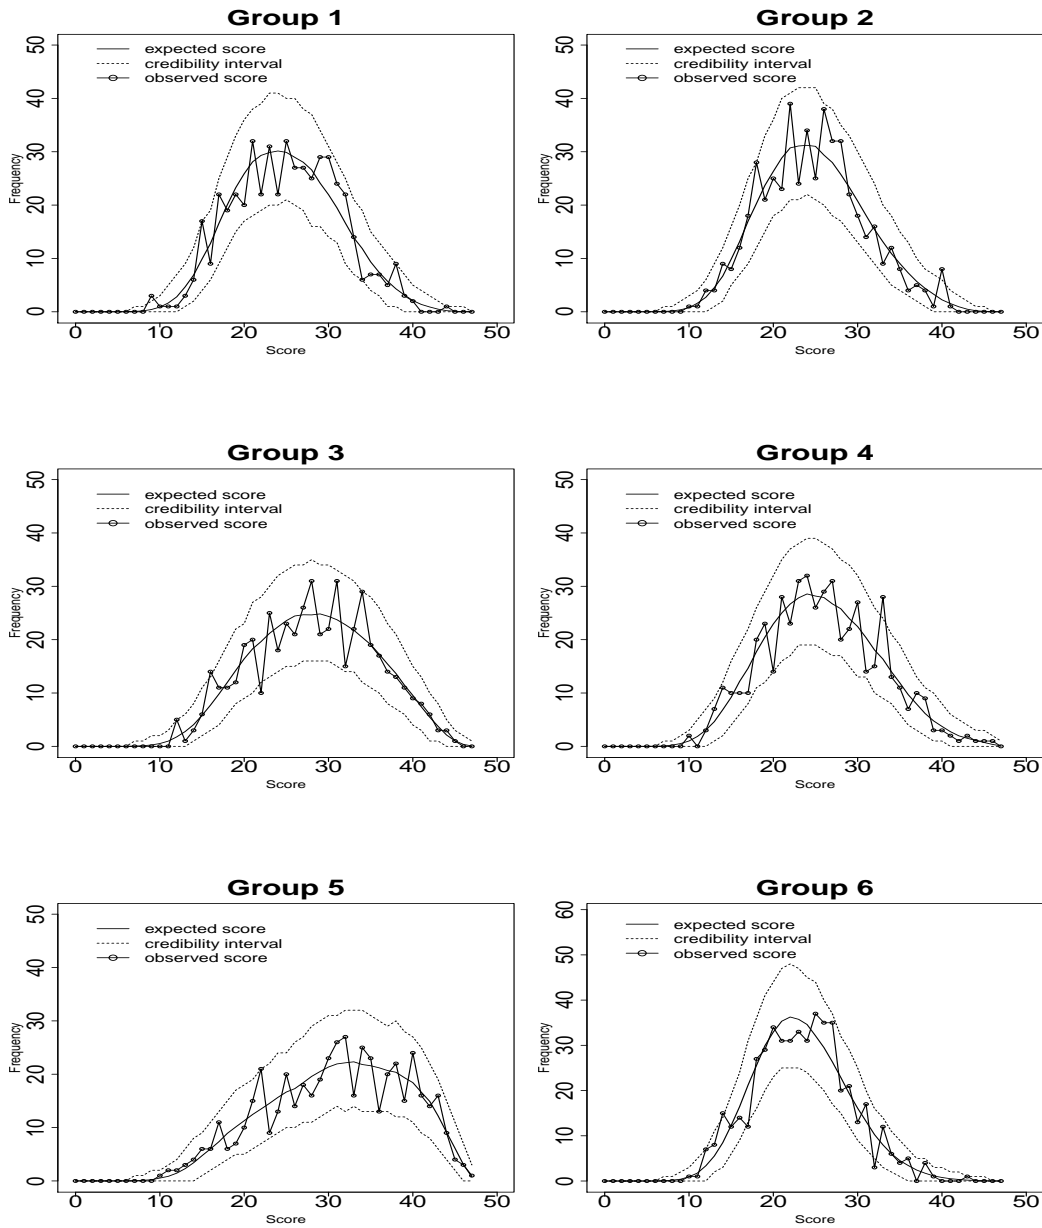 Group 1
50
40
30
20
10
0
Frequency
expected score
credibility interval
observed score
0 10 20 30 40 50
Score
Group 2
50
40
30
20
10
0
Frequency
expected score
credibility interval
observed score
0 10 20 30 40 50
Score
Group 3
50
40
30
20
10
0
Frequency
expected score
credibility interval
observed score
0 10 20 30 40 50
Score
Group 4
50
40
30
20
10
0
Frequency
expected score
credibility interval
observed score
0 10 20 30 40 50
Score
Group 5
50
40
30
20
10
0
Frequency
expected score
credibility interval
observed score
0 10 20 30 40 50
Score
Group 6
60
50
40
30
20
10
0
Frequency
expected score
credibility interval
observed score
0 10 20 30 40 50
Score